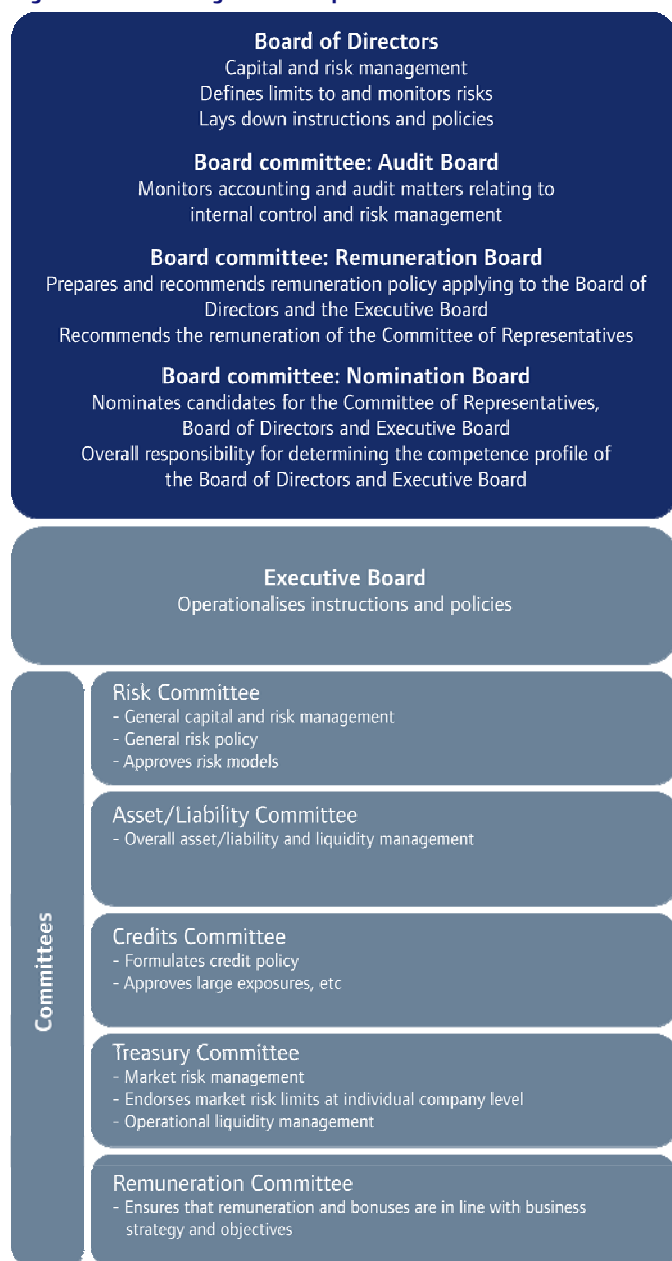 Board of Directors
Capital and risk management
Defines limits to and monitors risks
Lays down instructions and policies
Board committee: Audit Board
Monitors accounting and audit matters relating to
internal control and risk management
Board committee: Remuneration Board
Prepares and recommends remuneration policy applying to the Board of
Directors and the Executive Board
Recommends the remuneration of the Committee of Representatives
Board committee: Nomination Board
Nominates candidates for the Committee of Representatives,
Board of Directors and Executive Board
Overall responsibility for determining the competence profile of
the Board of Directors and Executive Board
Executive Board
Operationalises instructions and policies
Committees
Risk Committee
- General capital and risk management
- General risk policy
- Approves risk models
Asset/Liability Committee
- Overall asset/liability and liquidity management
Credits Committee
- Formulates credit policy
- Approves large exposures, etc
Treasury Committee
- Market risk management
- Endorses market risk limits at individual company level
- Operational liquidity management
Remuneration Committee
- Ensures that remuneration and bonuses are in line with business
strategy and objectives